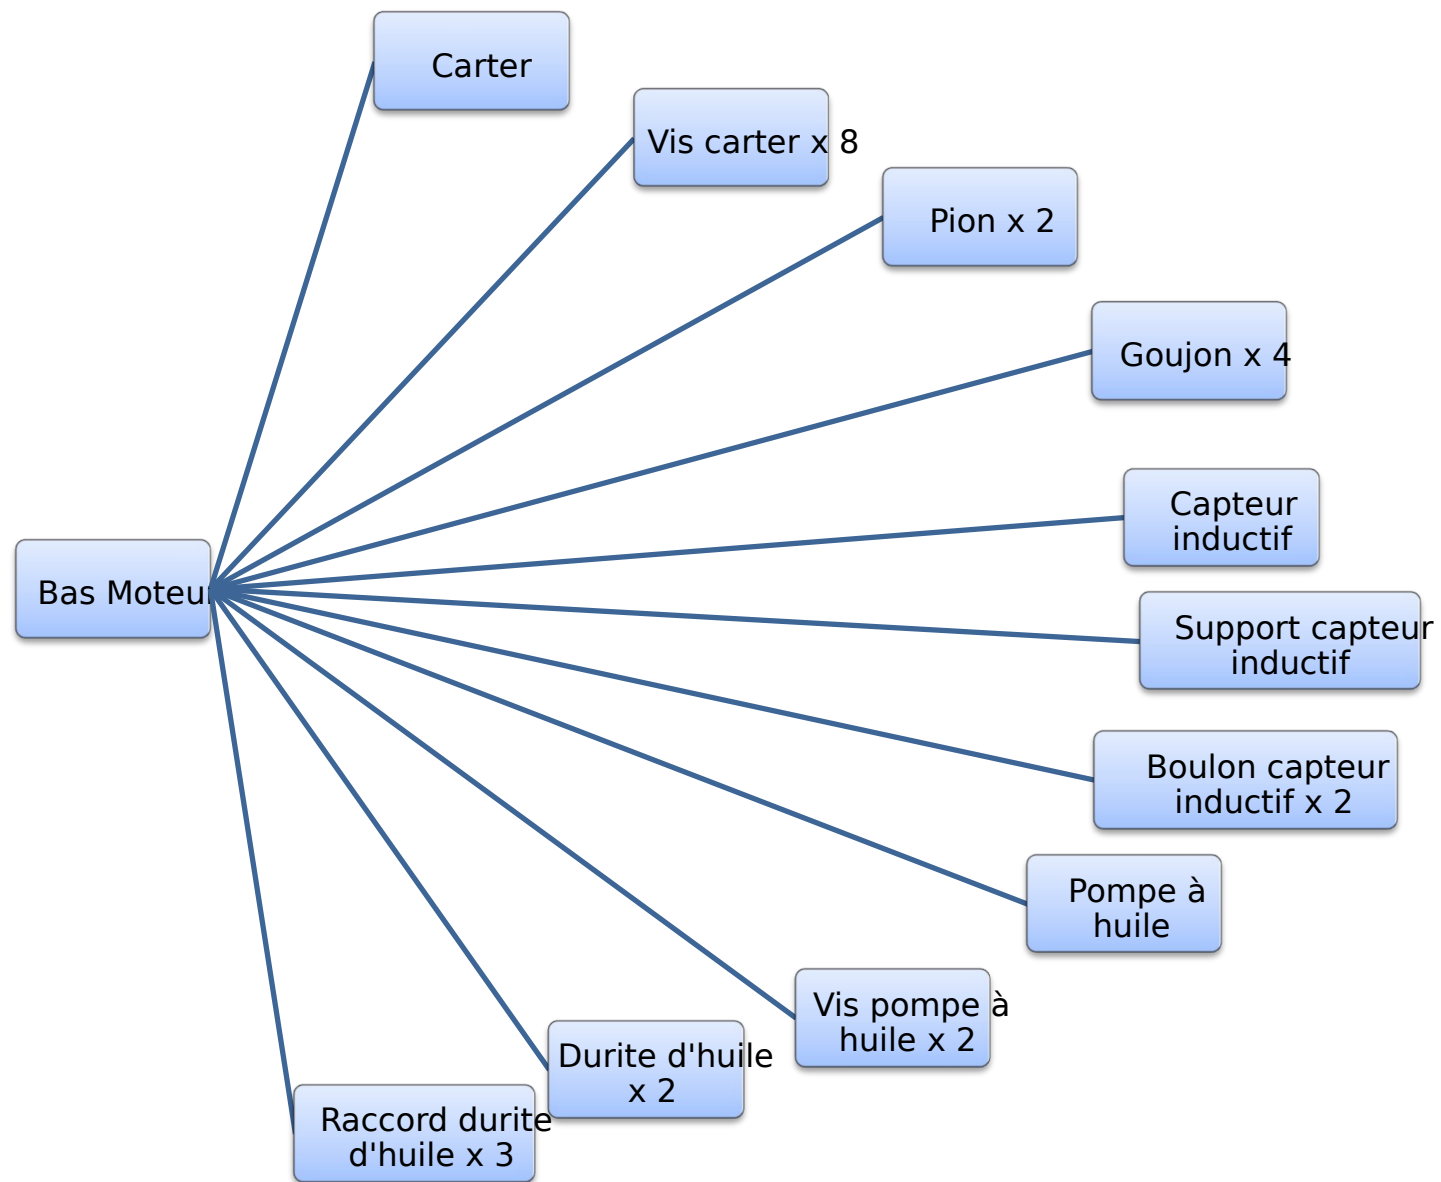 Carter
Vis carter x 8
Pion x 2
Goujon x 4
Capteur
inductif
Bas Moteur
Support capteur
inductif
Boulon capteur
inductif x 2
Pompe à
huile
Vis pompe à
huile x 2
Durite d'huile
x 2
Raccord durite
d'huile x 3